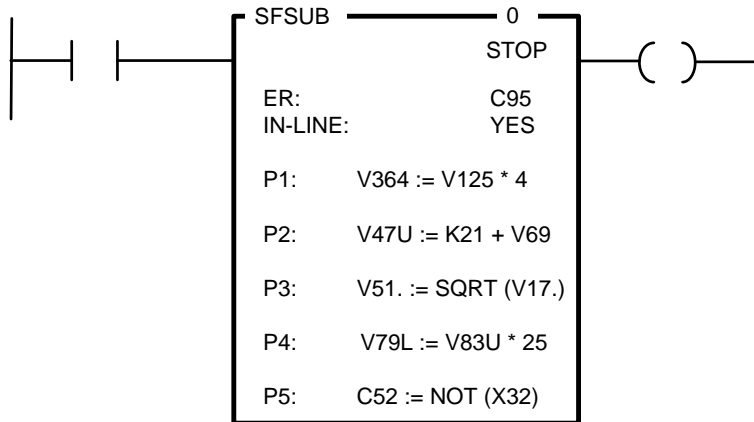 SFSUB 0
STOP
ER: C95
IN-LINE: YES
P1: V364 := V125 * 4
P2: V47U := K21 + V69
P3: V51. := SQRT (V17.)
P4: V79L := V83U * 25
P5: C52 := NOT (X32)